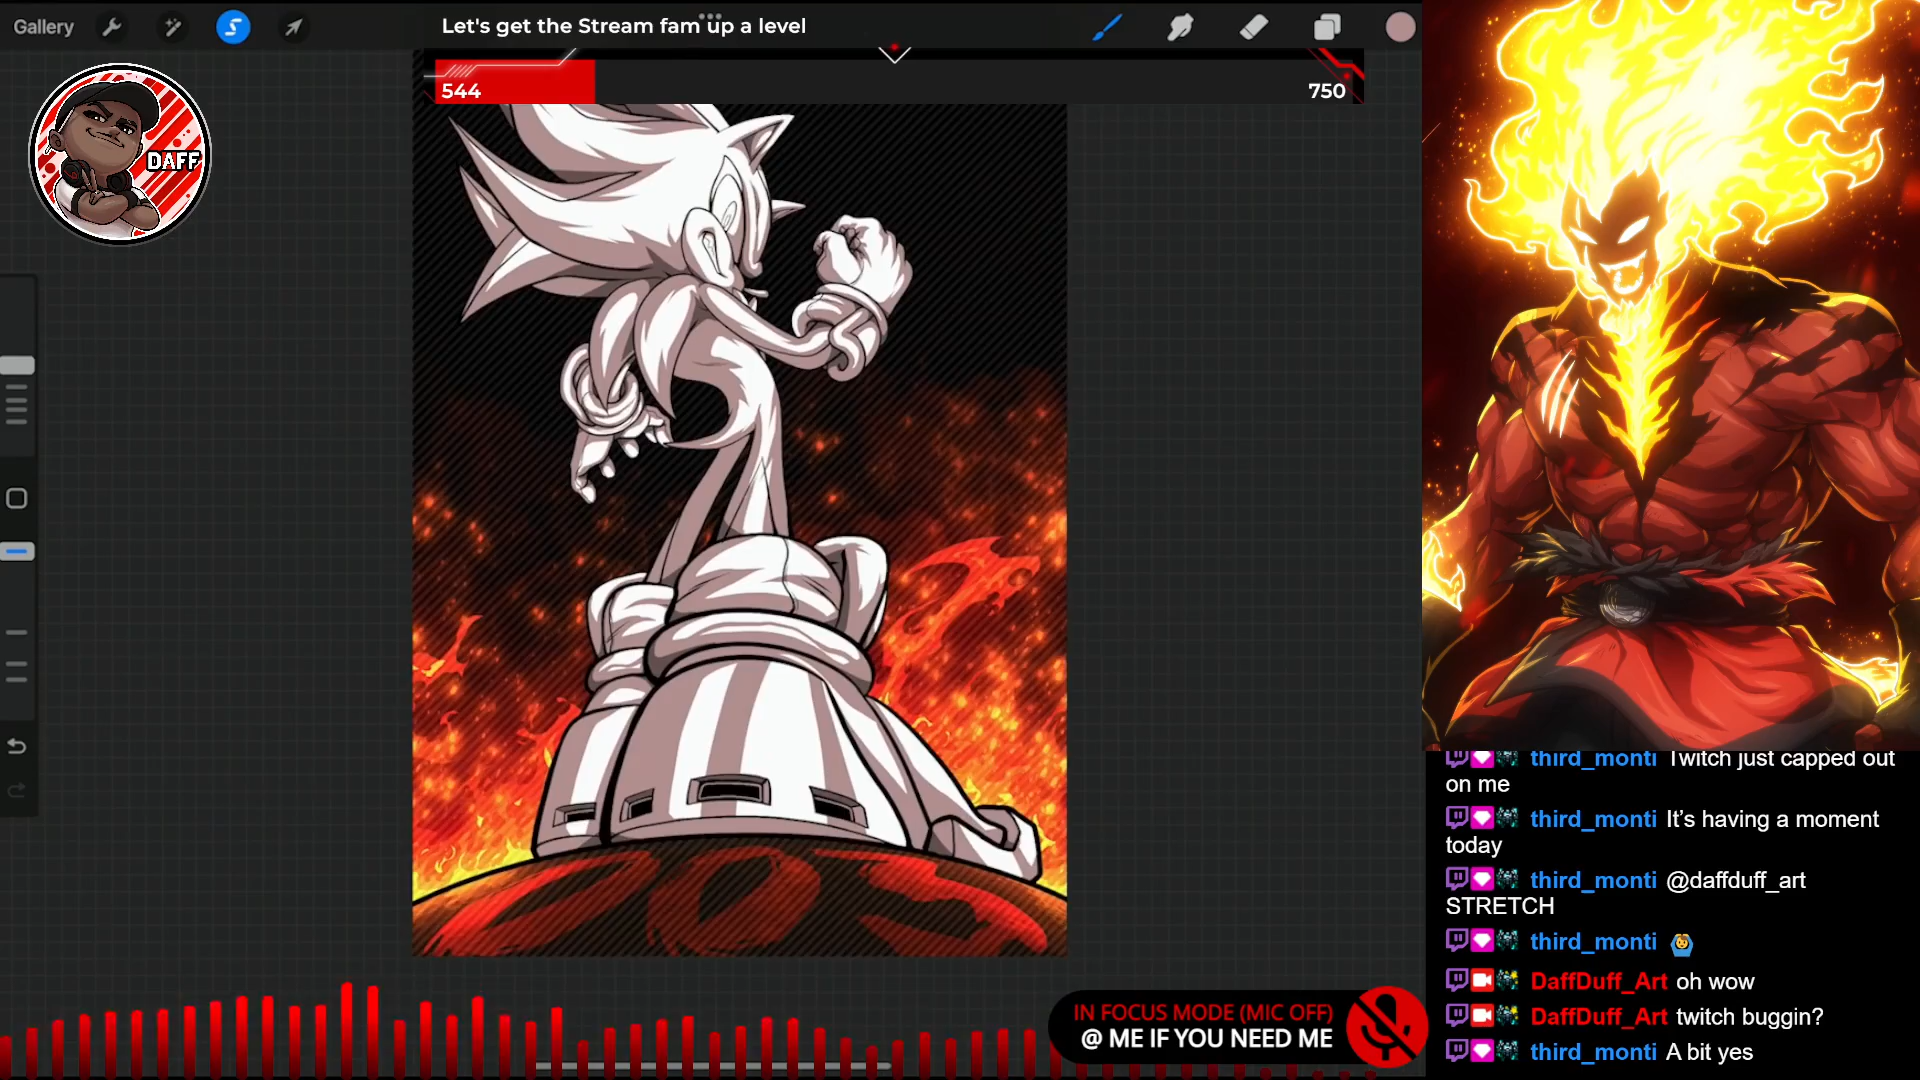 Gallery
Let's get the Stream fam up a level
544
750
DAFF
third_monti Twitch just capped out
on me
third_monti It's having a moment
today
third_monti @daffduff_art
STRETCH
third_monti
DaffDuff_Art oh wow
DaffDuff_Art twitch buggin?
third_monti A bit yes
IN FOCUS MODE (MIC OFF)
@ ME IF YOU NEED ME